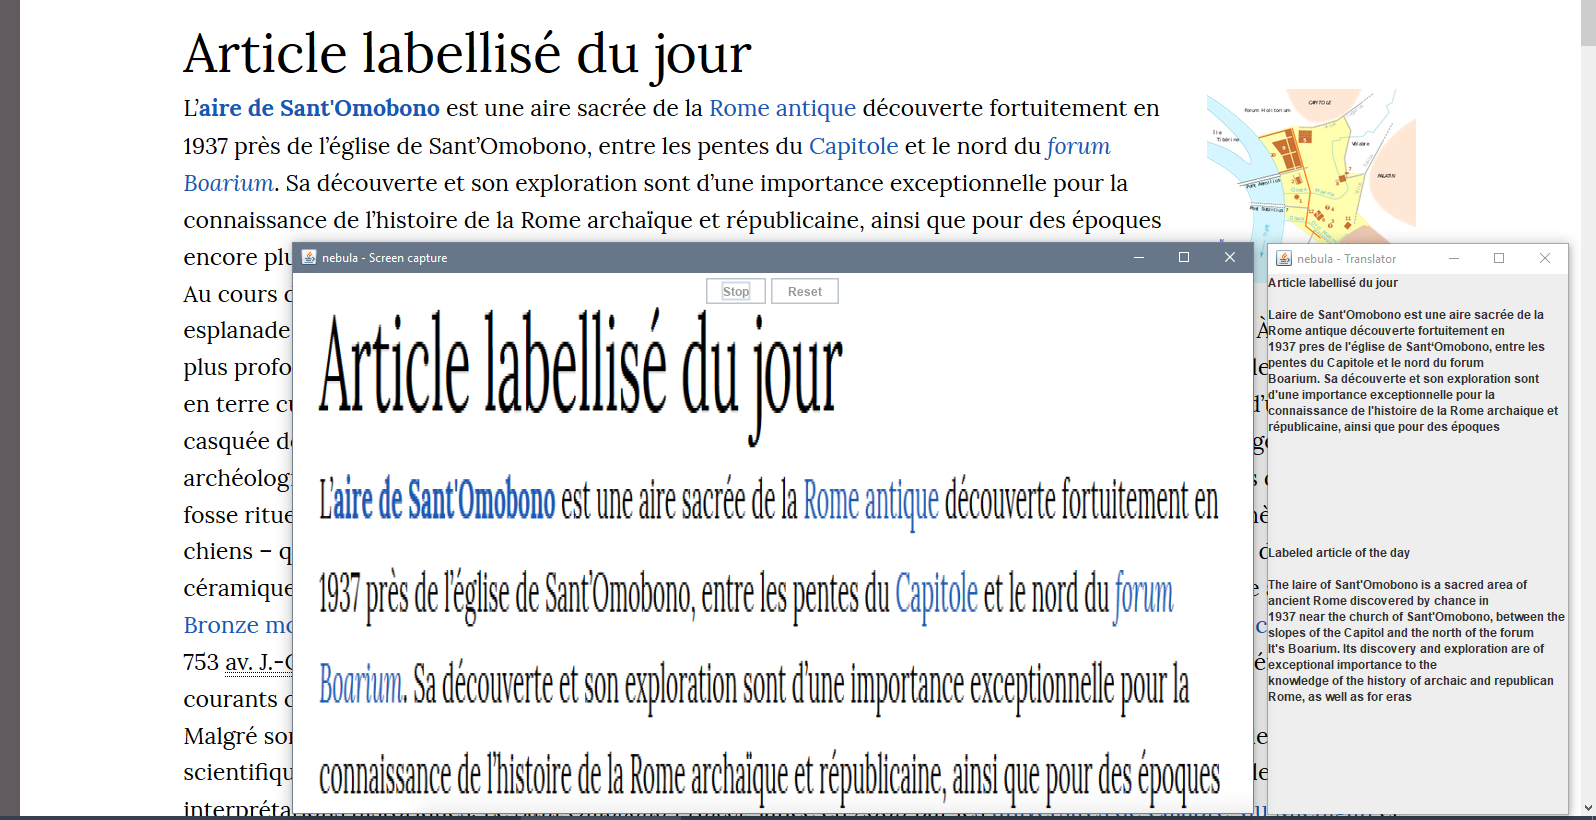 Article labellisé du jour
L’aire de Sant'Omobono est une aire sacrée de la Rome antique découverte fortuitement en
1937 près de l’église de Sant’Omobono, entre les pentes du Capitole et le nord du forum
Boarium. Sa découverte et son exploration sont d’une importance exceptionnelle pour la
connaissance de l’histoire de la Rome archaïque et républicaine, ainsi que pour des époques
encore
Au cours
esplanade
plus
en terre
casquée
fosse
chiens –
céramique
Bronze
753 av. J.-C
courants
Malgré
CAPITOLE
Forum Holitorium
Ile
Tibérine
Vélabre
PALATIN
nebula - Screen capture
Stop
Reset
Article labellisé du jour
L’aire de Sant'Omobono est une aire sacrée de la Rome antique découverte fortuitement en
1937 près de l’église de Sant’Omobono, entre les pentes du Capitole et le nord du forum
Boarium. Sa découverte et son exploration sont d’une importance exceptionnelle pour la
connaissance de l’histoire de la Rome archaïque et républicaine, ainsi que pour des époques
nebula - Translator
Article labellisé du jour
Laire de Sant'Omobono est une aire sacrée de la
Rome antique découverte fortuitement en
1937 pres de l'église de Sant‘Omobono, entre les
pentes du Capitole et le nord du forum
Boarium. Sa découverte et son exploration sont
d'une importance exceptionnelle pour la
connaissance de l'histoire de la Rome archaique et
républicaine, ainsi que pour des époques
Labeled article of the day
The laire of Sant'Omobono is a sacred area of
ancient Rome discovered by chance in
1937 near the church of Sant'Omobono, between the
slopes of the Capitol and the north of the forum
It's Boarium. Its discovery and exploration are of
exceptional importance to the
knowledge of the history of archaic and republican
Rome, as well as for eras